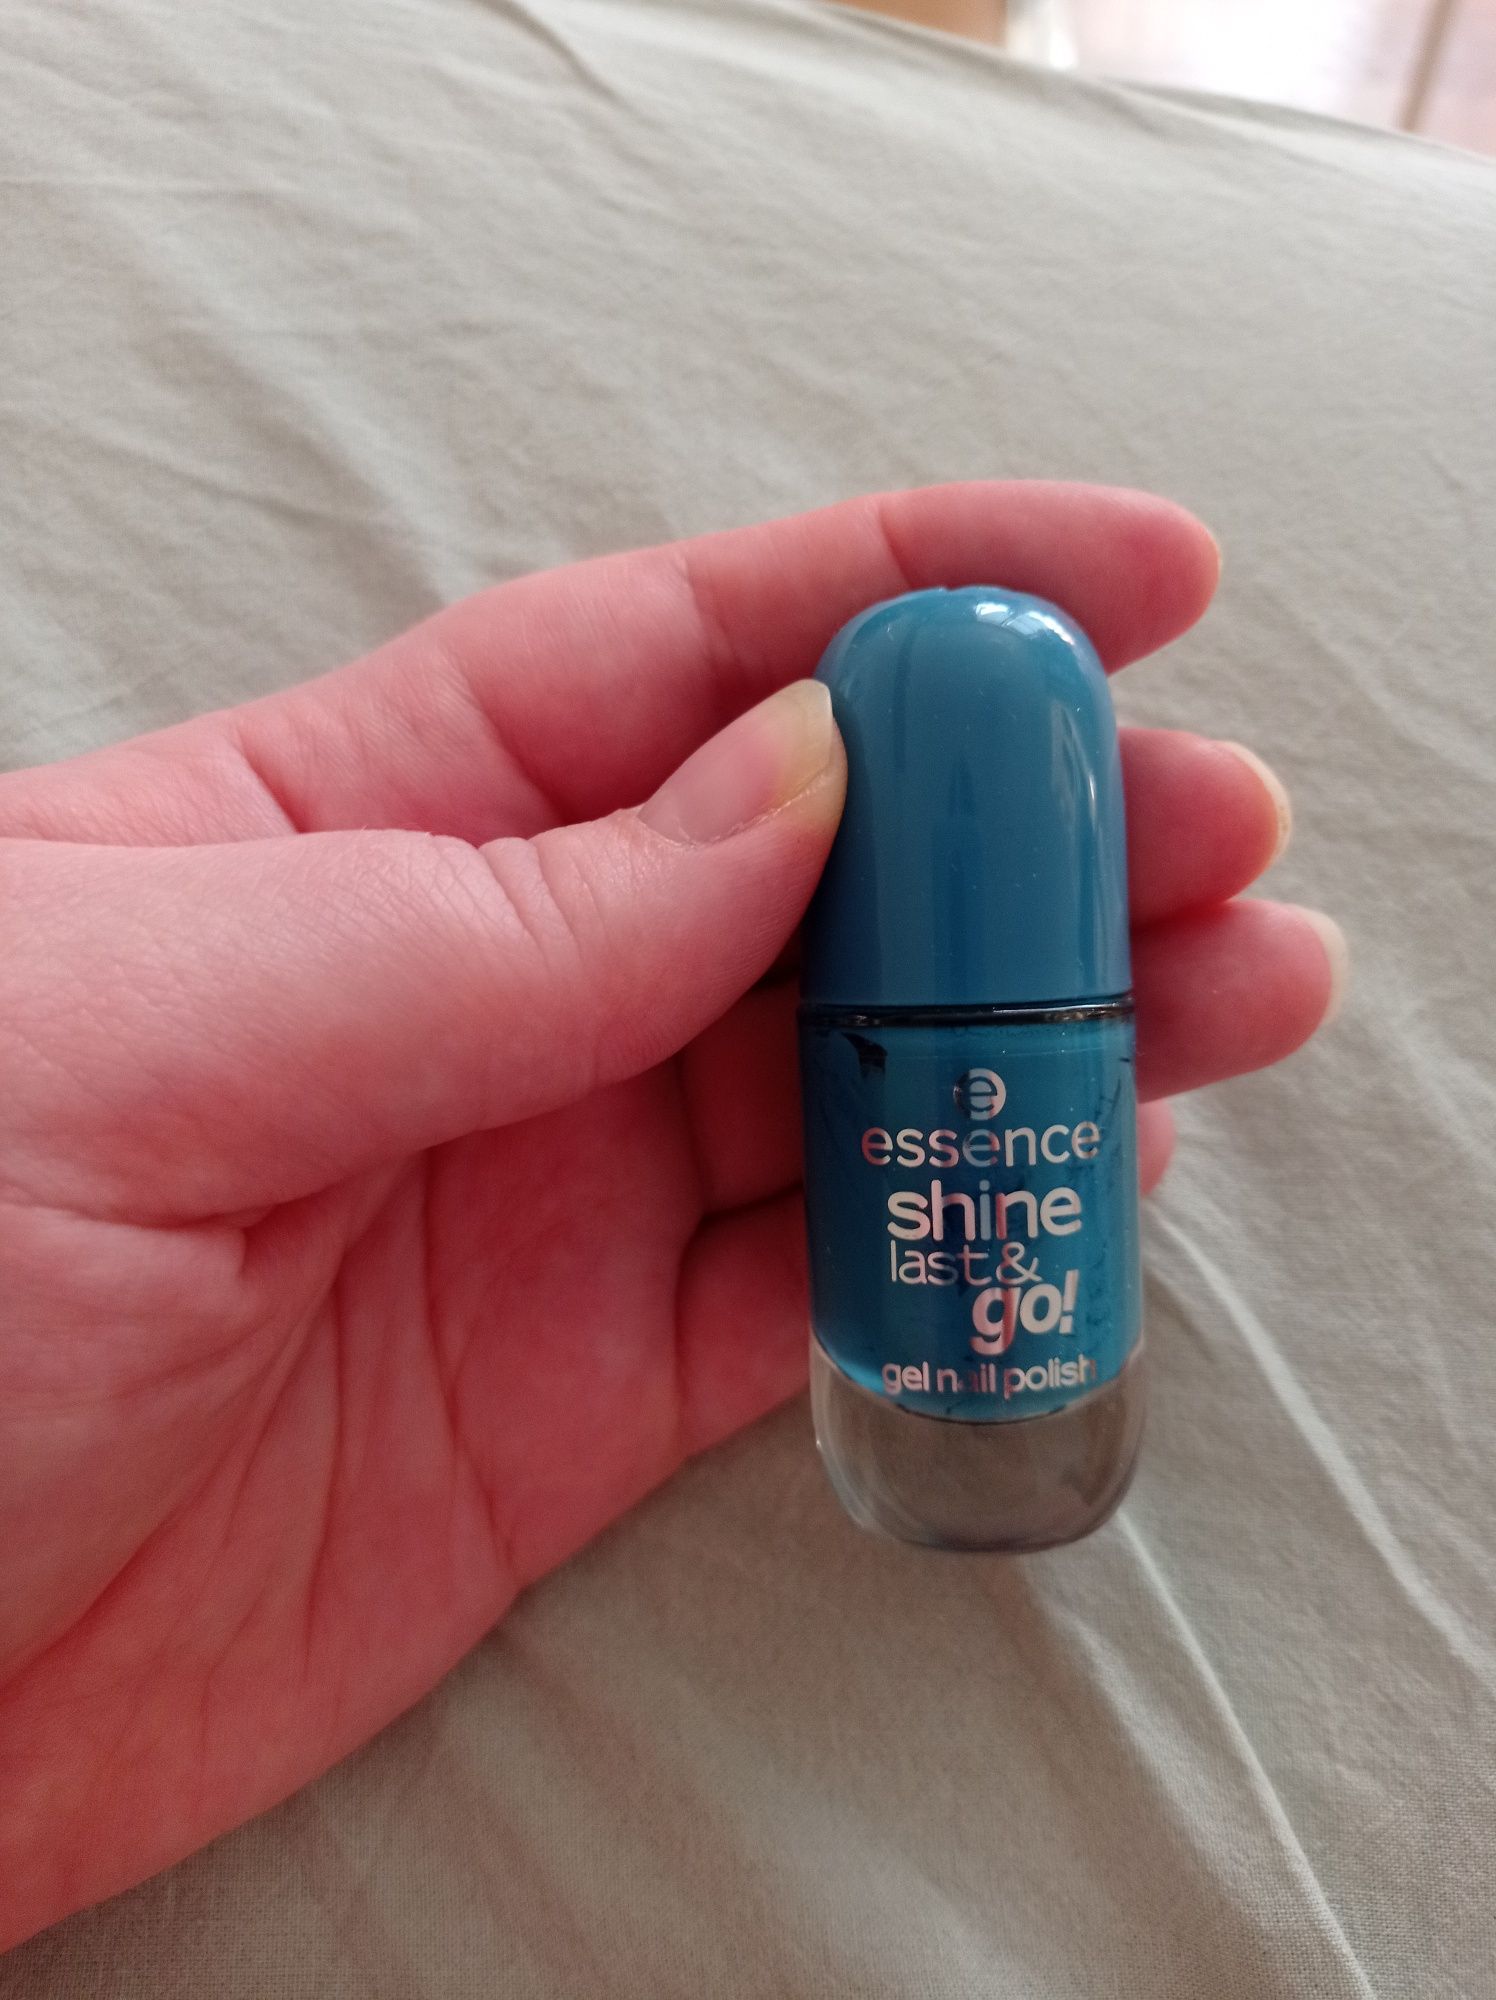 e
essence
shine
last &
go!
gel nail polish